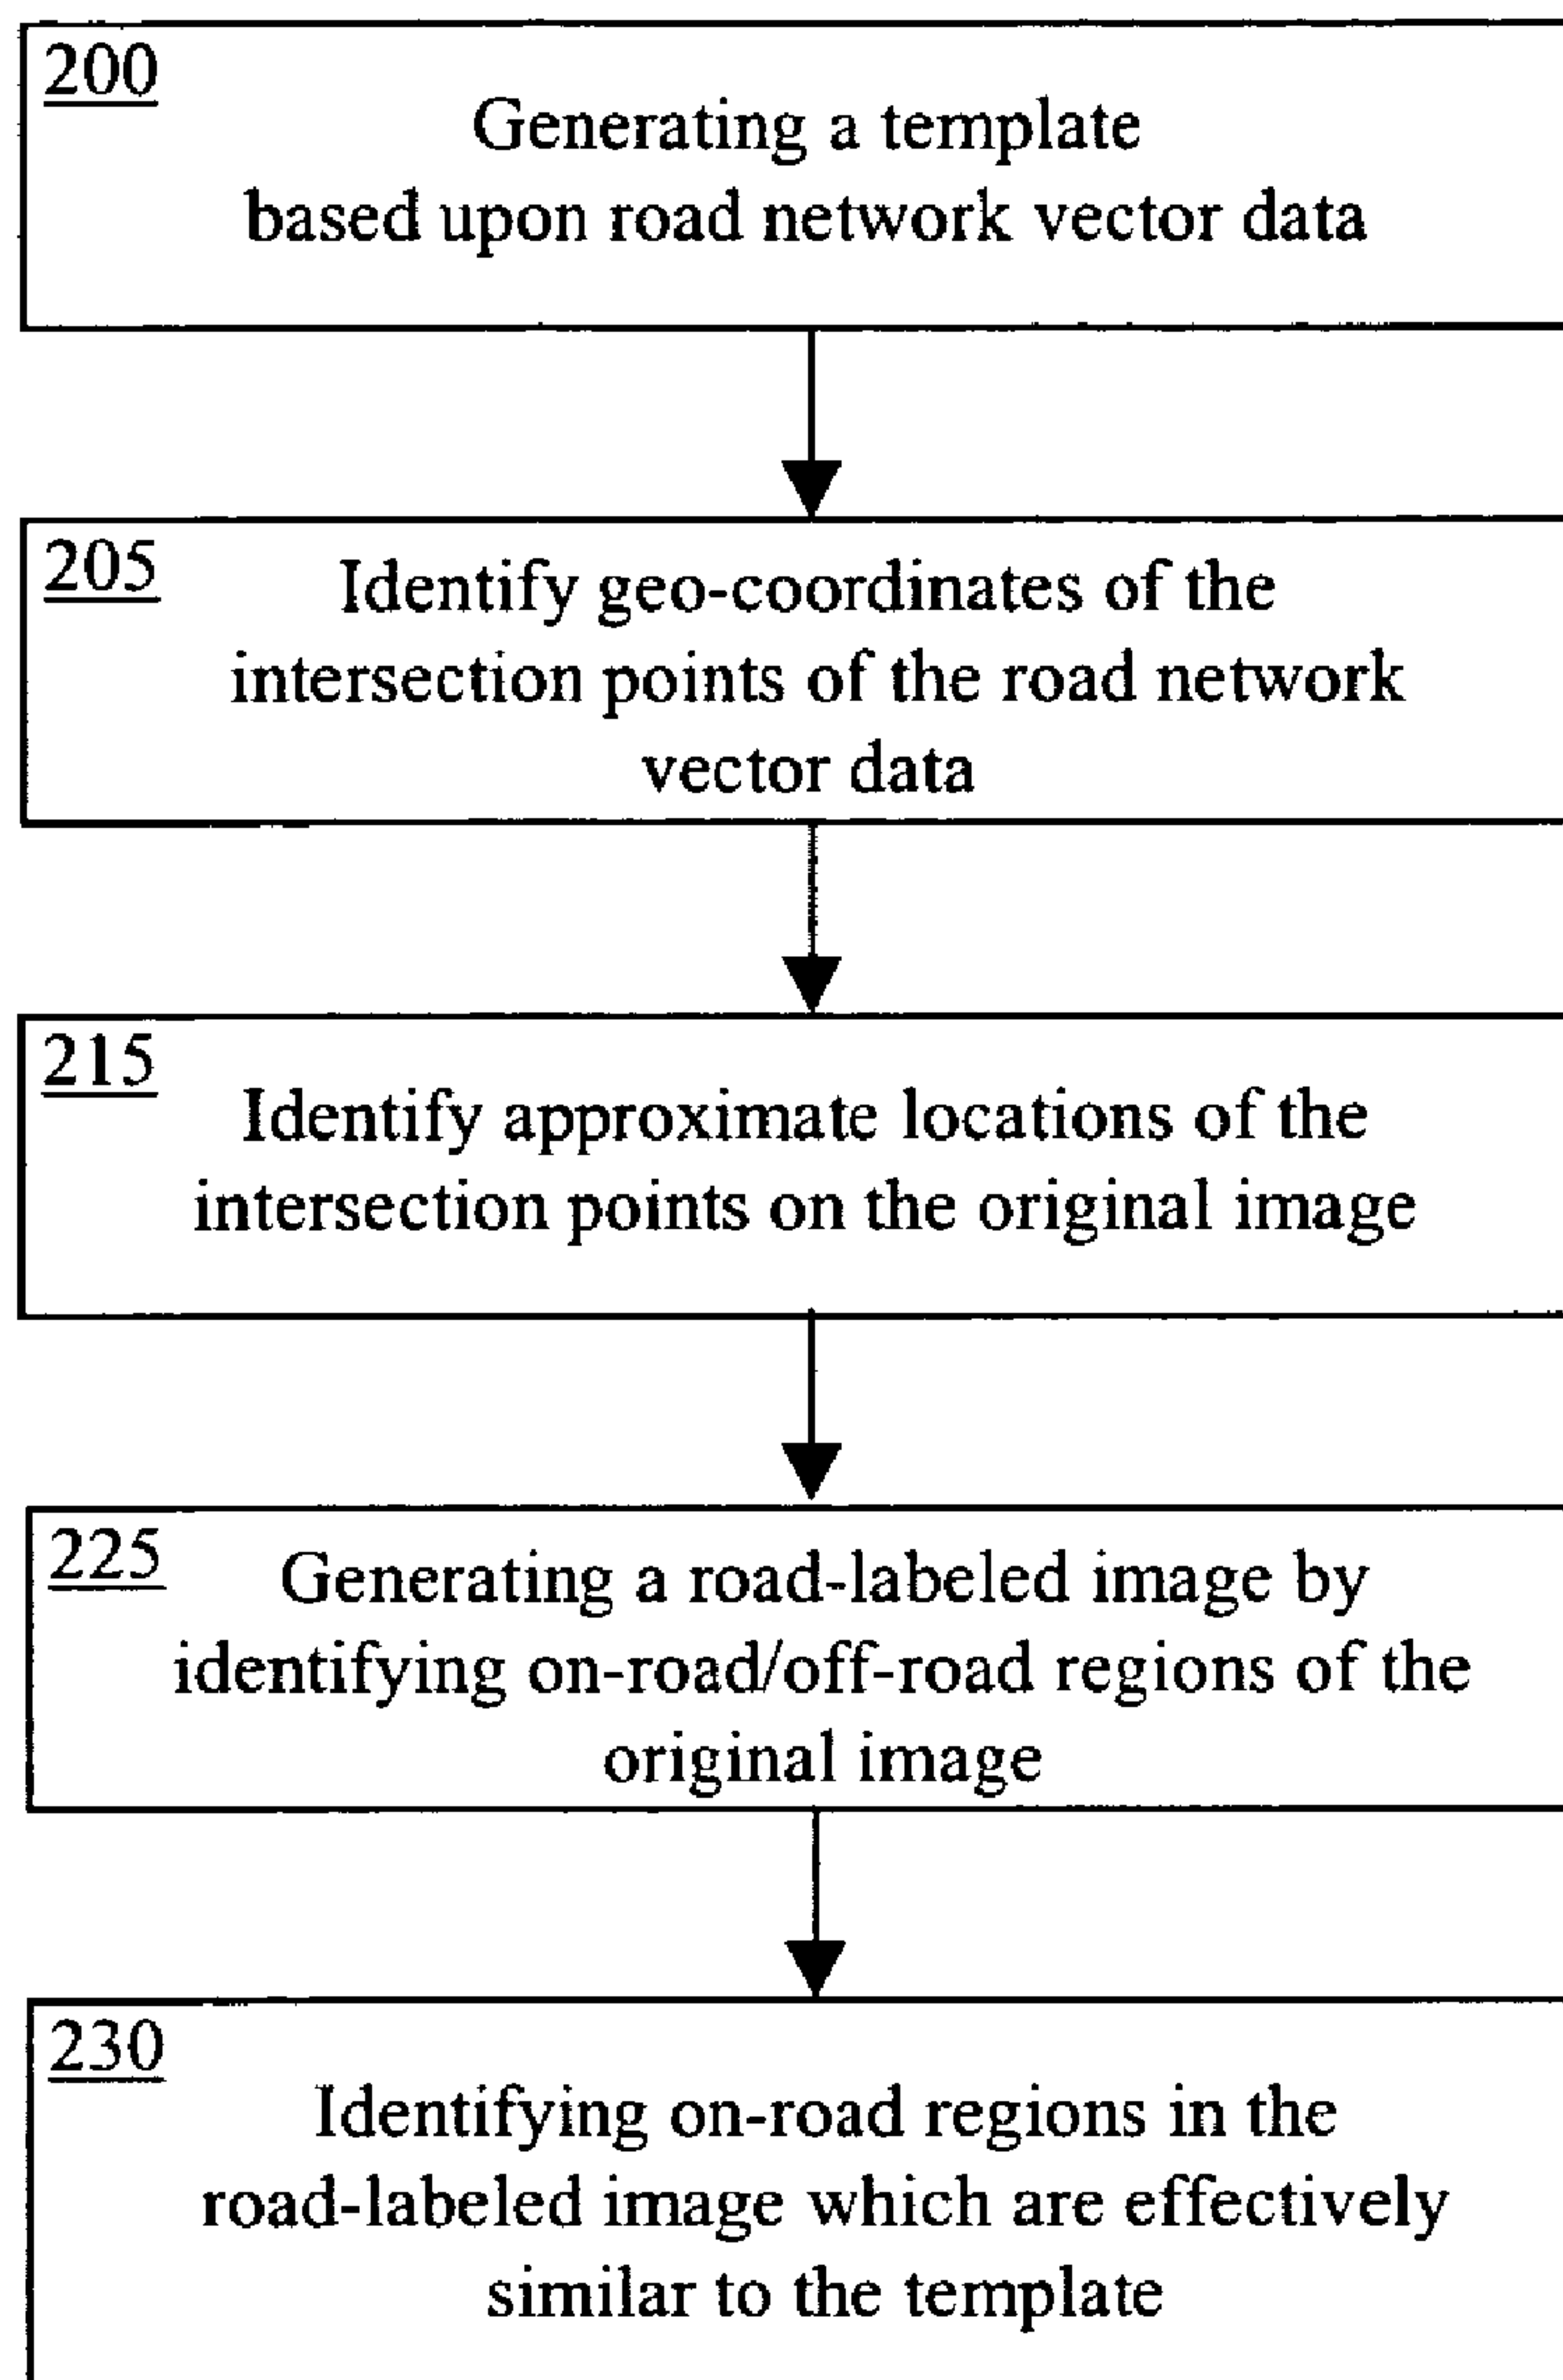 200
Generating a template
based upon road network vector data
205
Identify geo-coordinates of the
intersection points of the road network
vector data
215
Identify approximate locations of the
intersection points on the original image
225
Generating a road-labeled image by
identifying on-road/off-road regions of the
original image
230
Identifying on-road regions in the
road-labeled image which are effectively
similar to the template